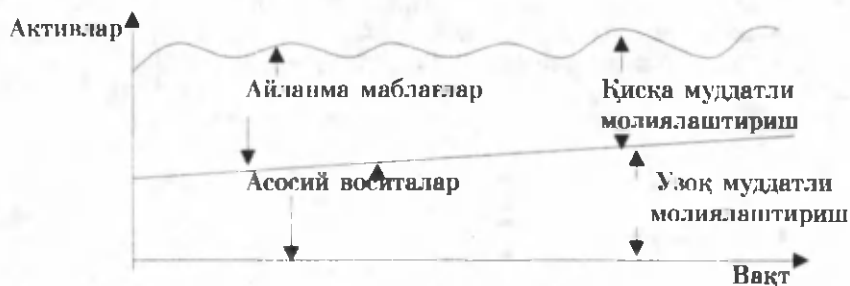 Активлар
Айланма маблағлар
Қисқа муддатли
молиялаштириш
Асосий воситалар
Узоқ муддатли
молиялаштириш
Вақт